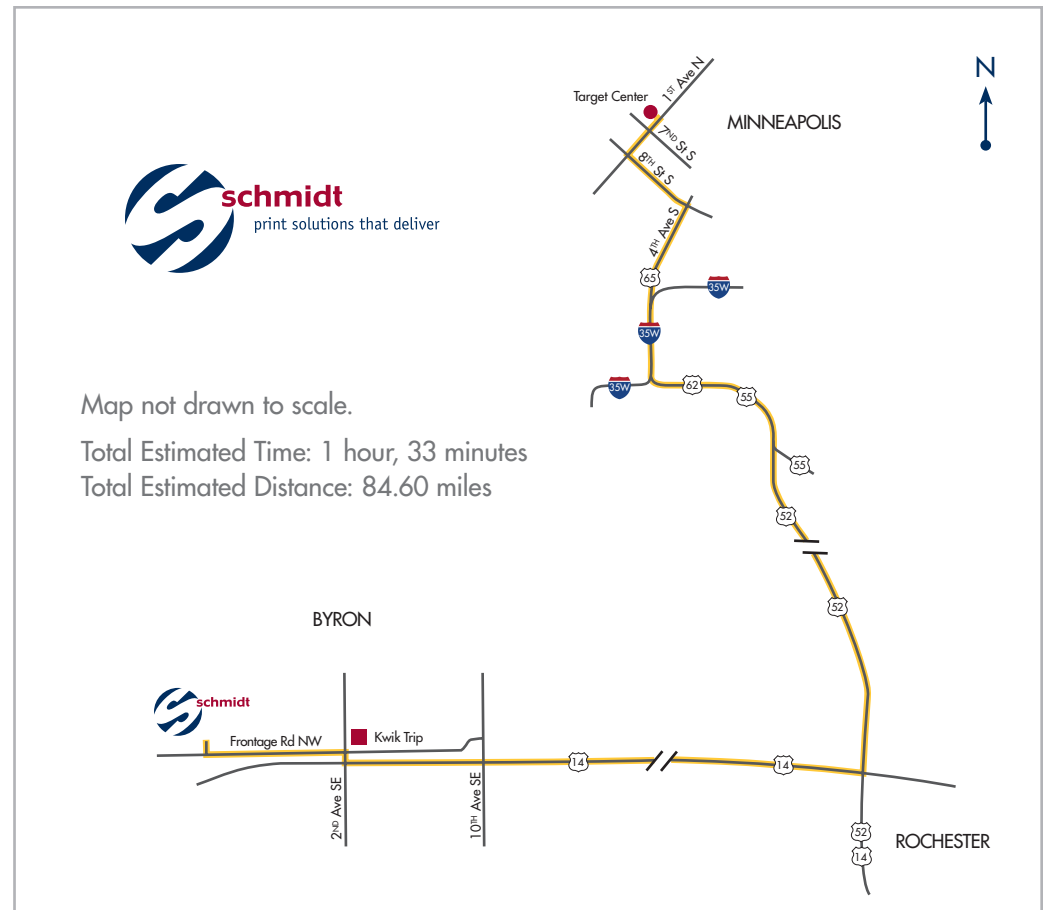 N
1ST Ave N
Target Center
MINNEAPOLIS
7ND St S
8TH St S
schmidt
print solutions that deliver
4TH Ave S
65
35W
35W
35W
62
55
Map not drawn to scale.
Total Estimated Time: 1 hour, 33 minutes
55
Total Estimated Distance: 84.60 miles
52
52
BYRON
schmidt
Frontage Rd NW
Kwik Trip
14
14
2ND Ave SE
10TH Ave SE
52
ROCHESTER
14